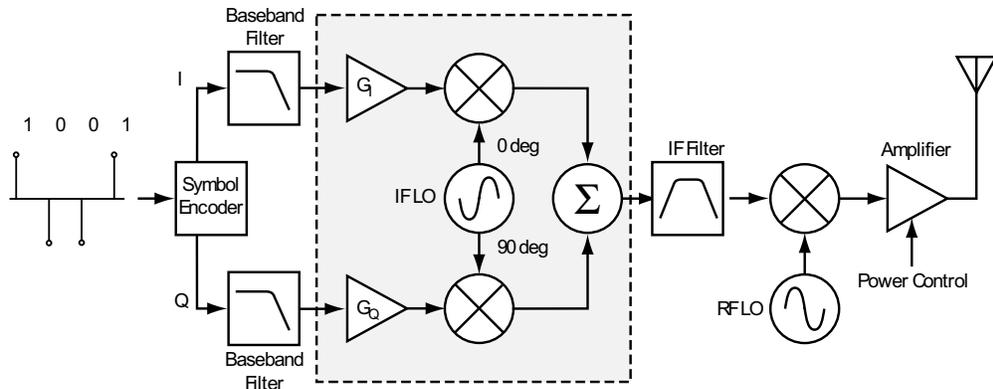 Baseband
Filter
I
G_I
1 0 0 1
0 deg
IF Filter
Amplifier
Symbol
Encoder
IF LO
Σ
90 deg
Power Control
Q
G_Q
RF LO
Baseband
Filter